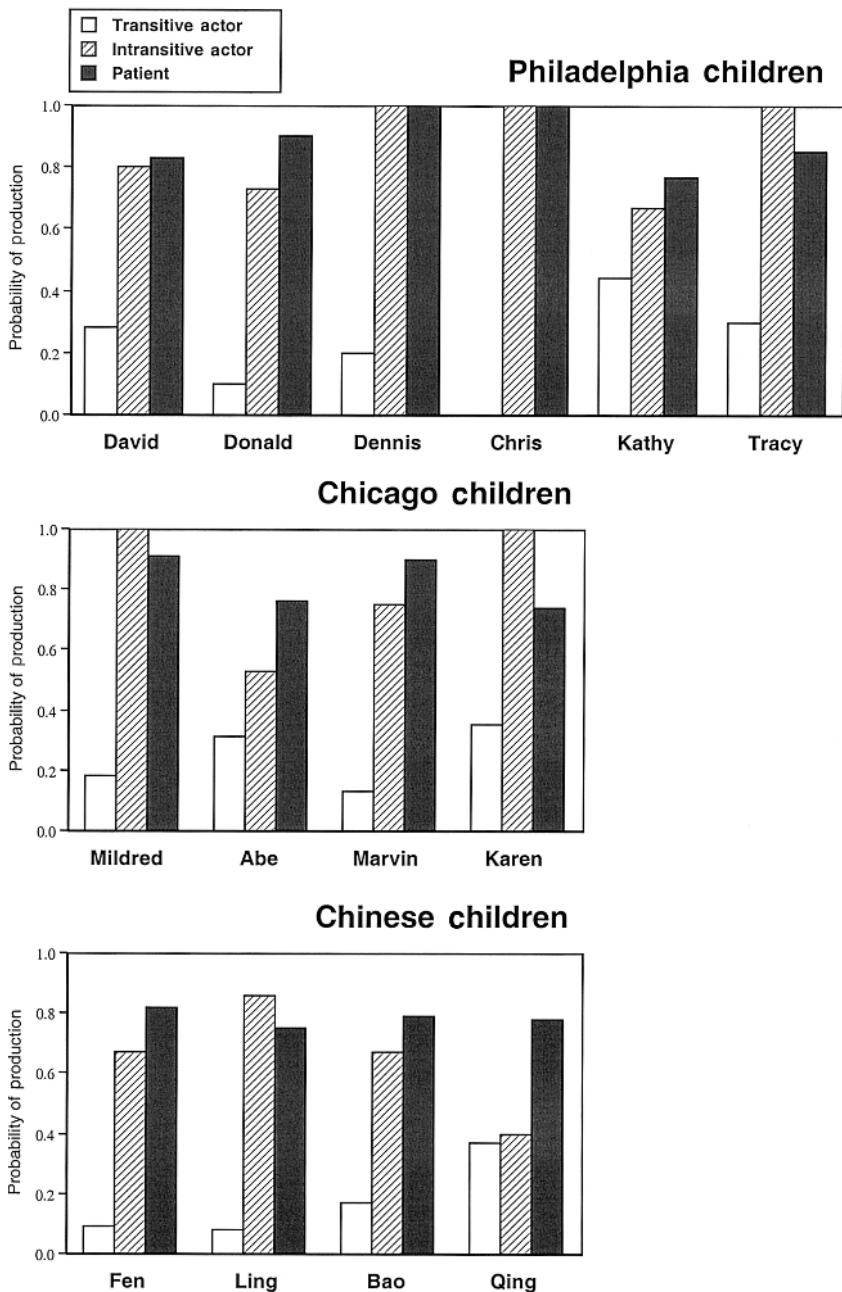 Transitive actor
Intransitive actor
Patient
Philadelphia children
Probability of production
1.0
0.8
0.6
0.4
0.2
0.0
David Donald Dennis Chris Kathy Tracy
Chicago children
Probability of production
1.0
0.8
0.6
0.4
0.2
0.0
Mildred Abe Marvin Karen
Chinese children
Probability of production
1.0
0.8
0.6
0.4
0.2
0.0
Fen Ling Bao Qing